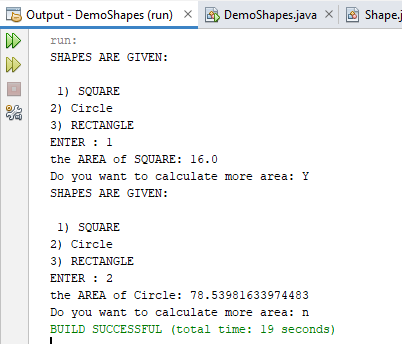 Output - DemoShapes (run) × DemoShapes.java × Shape.j
run:
SHAPES ARE GIVEN:
1) SQUARE
2) Circle
3) RECTANGLE
ENTER : 1
the AREA of SQUARE: 16.0
Do you want to calculate more area: Y
SHAPES ARE GIVEN:
1) SQUARE
2) Circle
3) RECTANGLE
ENTER : 2
the AREA of Circle: 78.53981633974483
Do you want to calculate more area: n
BUILD SUCCESSFUL (total time: 19 seconds)